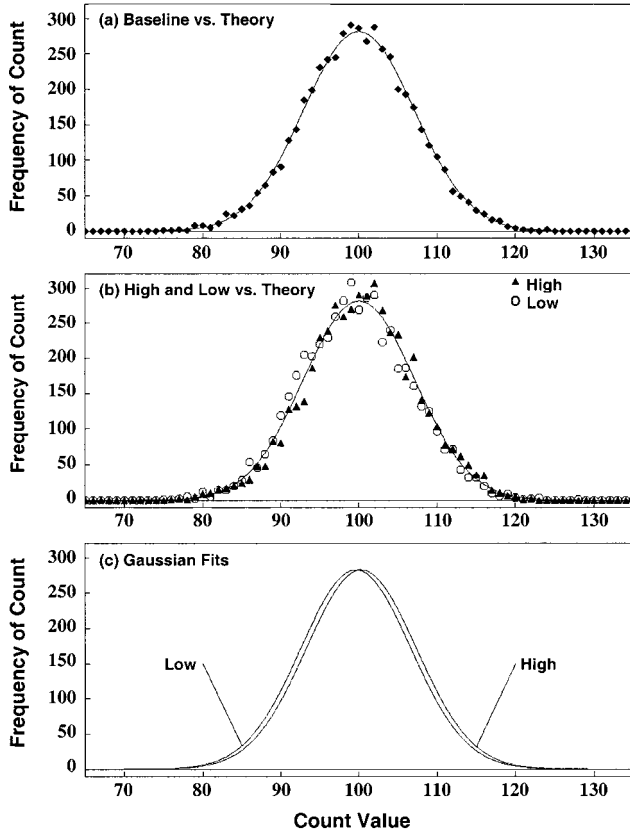 (a) Baseline vs. Theory
Frequency of Count
300
250
200
150
100
50
0
70 80 90 100 110 120 130
(b) High and Low vs. Theory
High
Low
Frequency of Count
300
250
200
150
100
50
0
70 80 90 100 110 120 130
(c) Gaussian Fits
Frequency of Count
300
250
200
150
100
50
0
Low
High
70 80 90 100 110 120 130
Count Value